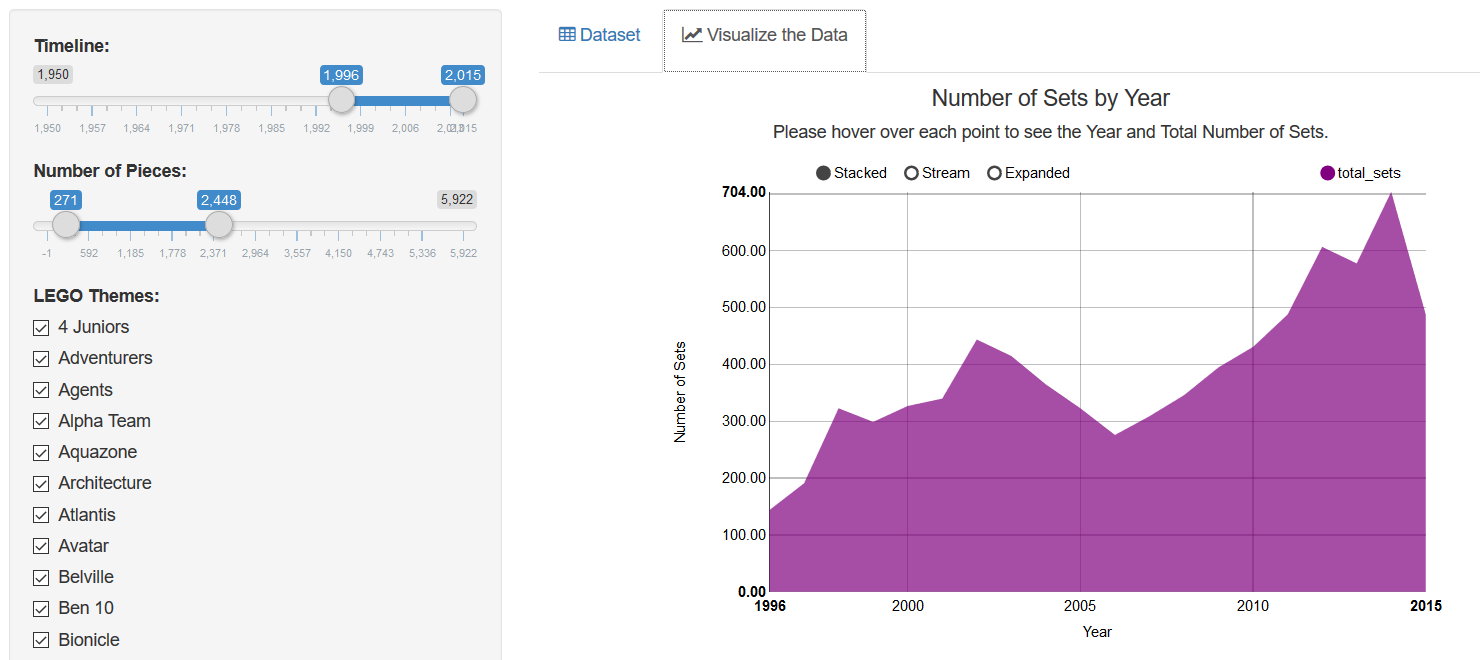 Timeline:
1,950 1,996 2,015
1,950 1,957 1,964 1,971 1,978 1,985 1,992 1,999 2,006 2,013 2,015
Number of Pieces:
271 2,448 5,922
-1 592 1,185 1,778 2,371 2,964 3,557 4,150 4,743 5,336 5,922
LEGO Themes:
4 Juniors
Adventurers
Agents
Alpha Team
Aquazone
Architecture
Atlantis
Avatar
Belville
Ben 10
Bionicle
Dataset Visualize the Data
Number of Sets by Year
Please hover over each point to see the Year and Total Number of Sets.
Stacked Stream Expanded total_sets
704.00
600.00
500.00
400.00
300.00
200.00
100.00
0.00
Number of Sets
1996 2000 2005 2010 2015
Year